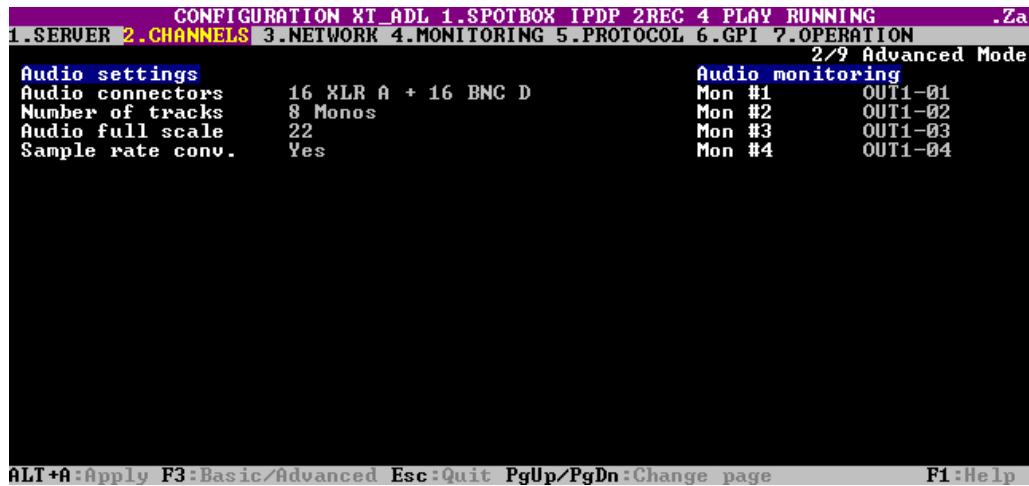 CONFIGURATION XT_ADL 1.SPOTBOX IPDP 2REC 4 PLAY RUNNING .Za
1.SERVER 2.CHANNELS 3.NETWORK 4.MONITORING 5.PROTOCOL 6.GPI 7.OPERATION
2/9 Advanced Mode
Audio settings Audio monitoring
Audio connectors 16 XLR A + 16 BNC D Mon #1 OUT1-01
Number of tracks 8 Monos Mon #2 OUT1-02
Audio full scale 22 Mon #3 OUT1-03
Sample rate conv. Yes Mon #4 OUT1-04
ALT+A:Apply F3:Basic/Advanced Esc:Quit PgUp/PgDn:Change page F1:Help